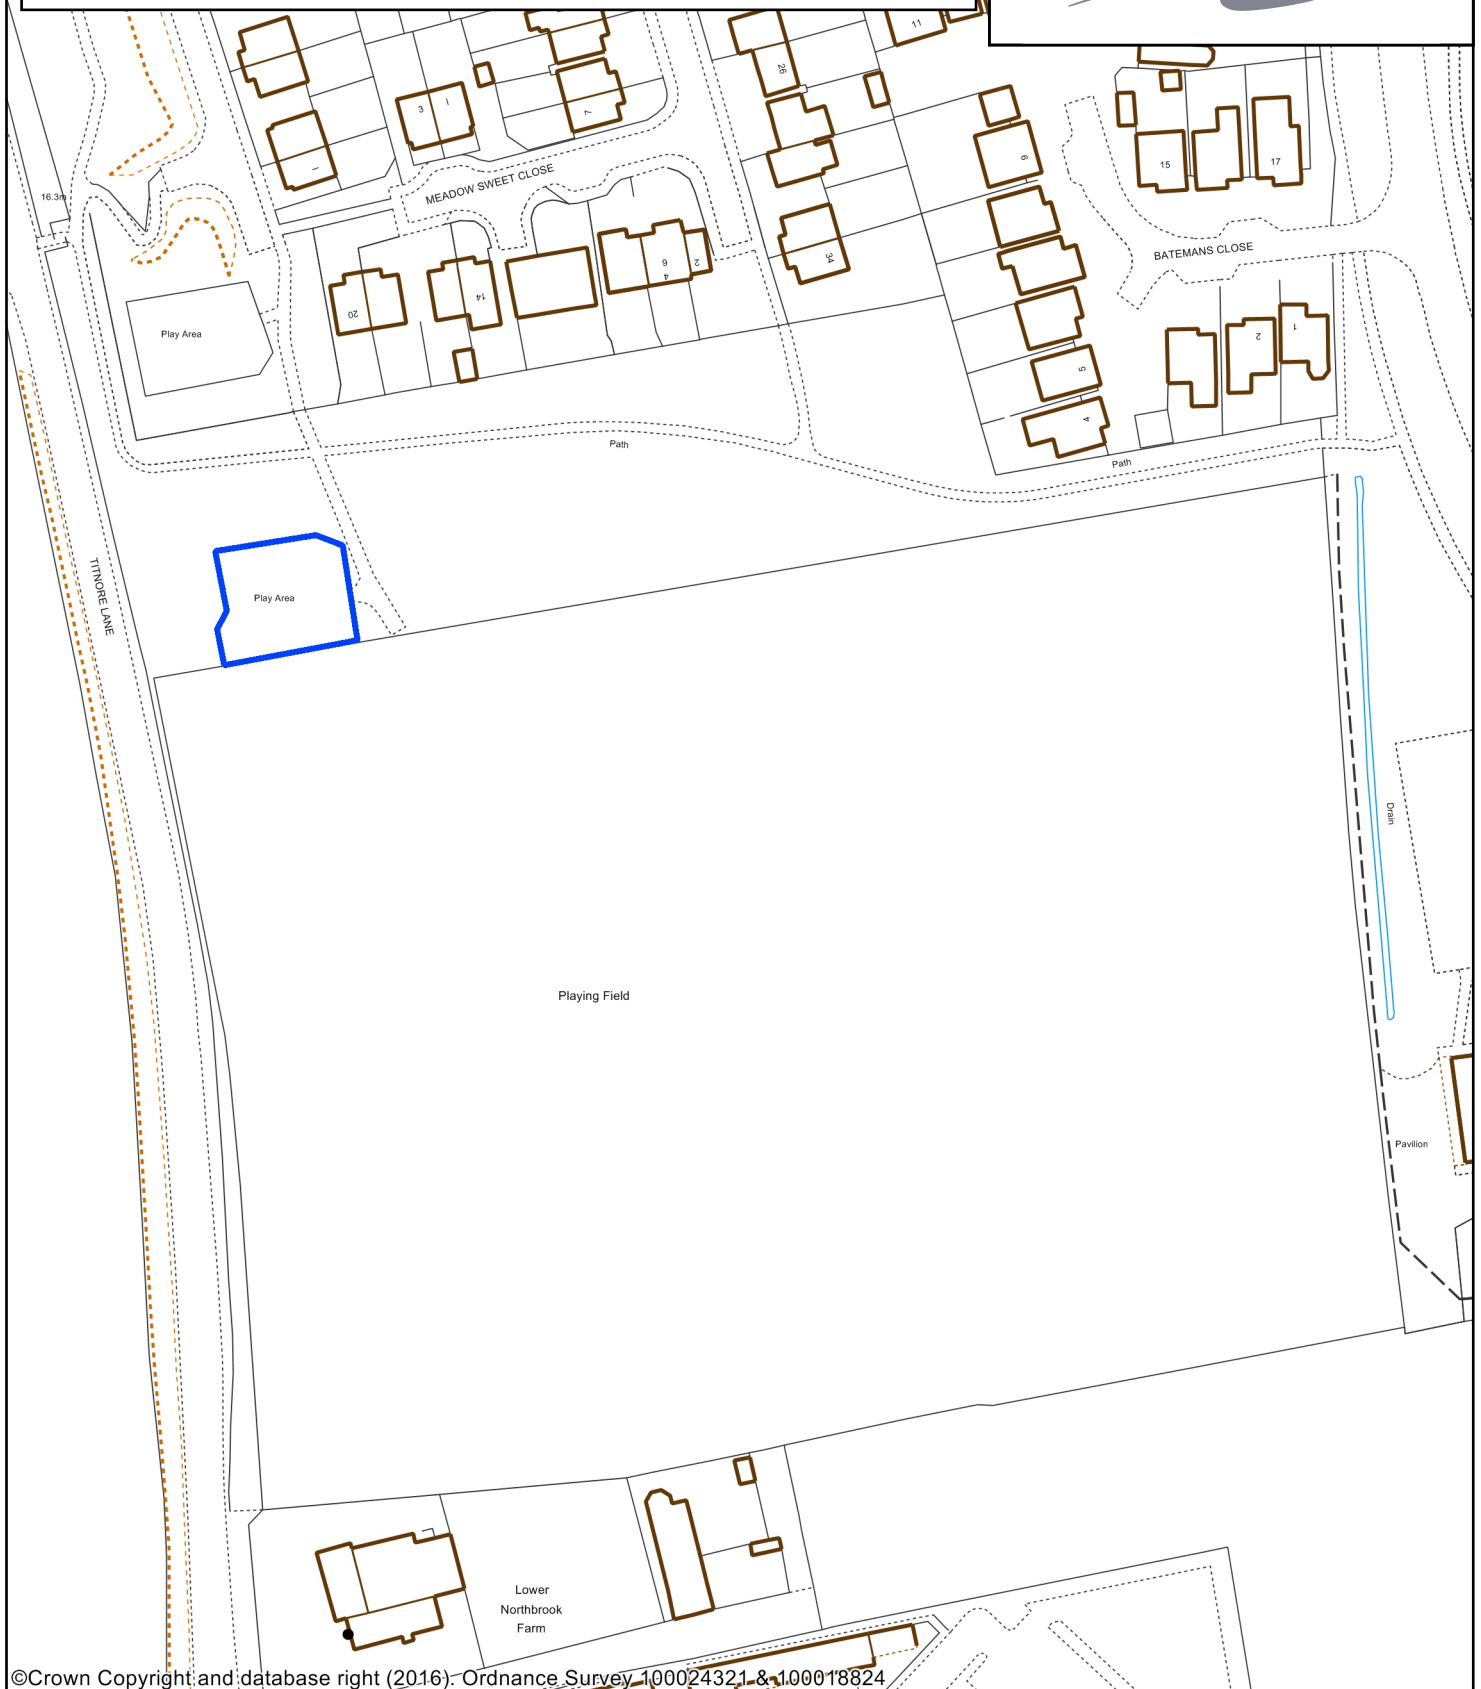 11
26
3
1
7
1
9
15
17
16.3m
MEADOW SWEET CLOSE
BATEMANS CLOSE
34
6
2
4
14
20
Play Area
1
2
5
4
Path
Path
TITNORE LANE
Play Area
Drain
Playing Field
Pavilion
Lower
Northbrook
Farm
©Crown Copyright and database right (2016). Ordnance Survey 100024321 & 100018824